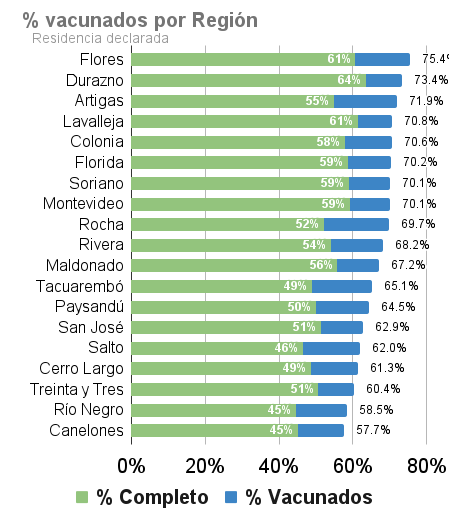 % vacunados por Región
Residencia declarada
Flores 61% 75.4%
Durazno 64% 73.4%
Artigas 55% 71.9%
Lavalleja 61% 70.8%
Colonia 58% 70.6%
Florida 59% 70.2%
Soriano 59% 70.1%
Montevideo 59% 70.1%
Rocha 52% 69.7%
Rivera 54% 68.2%
Maldonado 56% 67.2%
Tacuarembó 49% 65.1%
Paysandú 50% 64.5%
San José 51% 62.9%
Salto 46% 62.0%
Cerro Largo 49% 61.3%
Treinta y Tres 51% 60.4%
Río Negro 45% 58.5%
Canelones 45% 57.7%
0% 20% 40% 60% 80%
% Completo % Vacunados